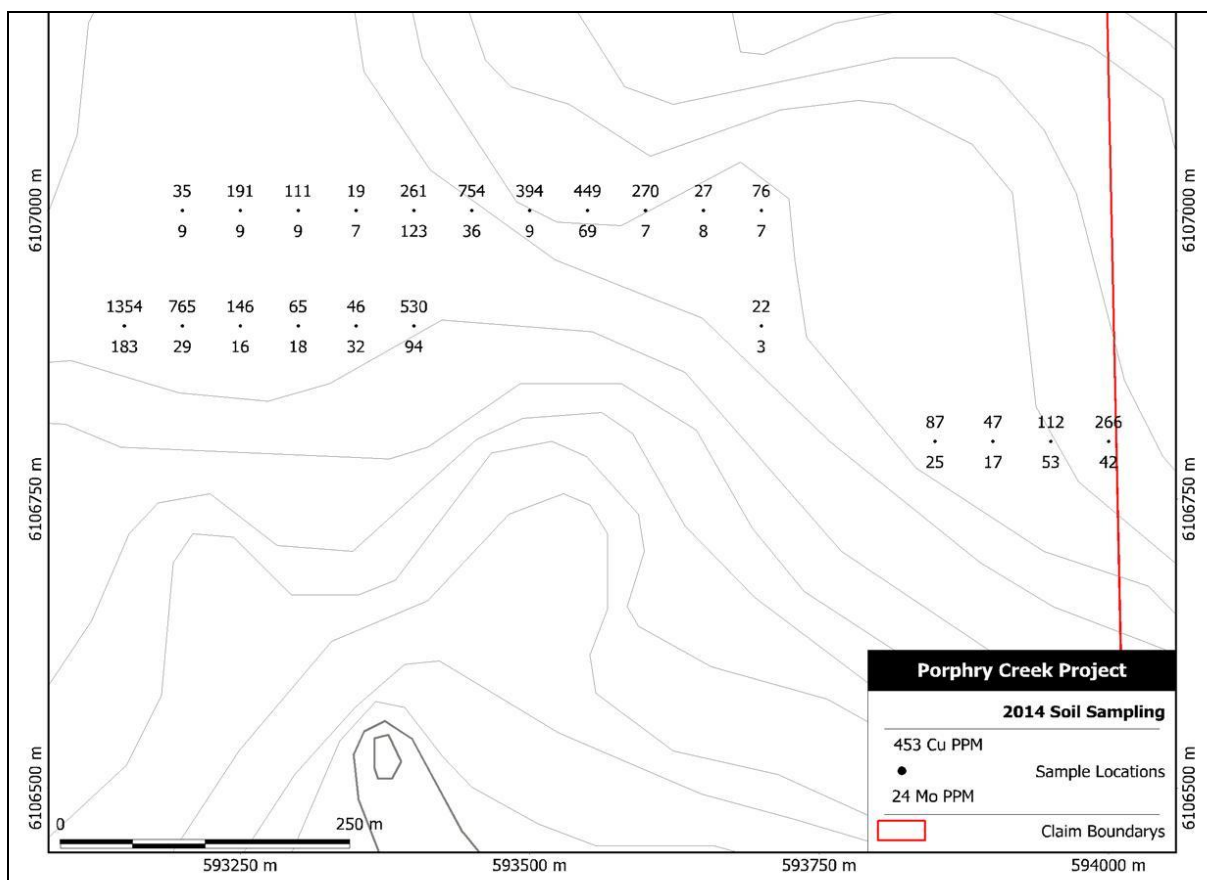 35 191 111 19 261 754 394 449 270 27 76
9 9 9 7 123 36 9 69 7 8 7
6107000 m
6107000 m
1354 765 146 65 46 530 22
183 29 16 18 32 94 3
87 47 112 266
25 17 53 42
6106750 m
6106750 m
Porphry Creek Project
2014 Soil Sampling
453 Cu PPM
Sample Locations
24 Mo PPM
Claim Boundarys
6106500 m
6106500 m
0 250 m
593250 m 593500 m 593750 m 594000 m